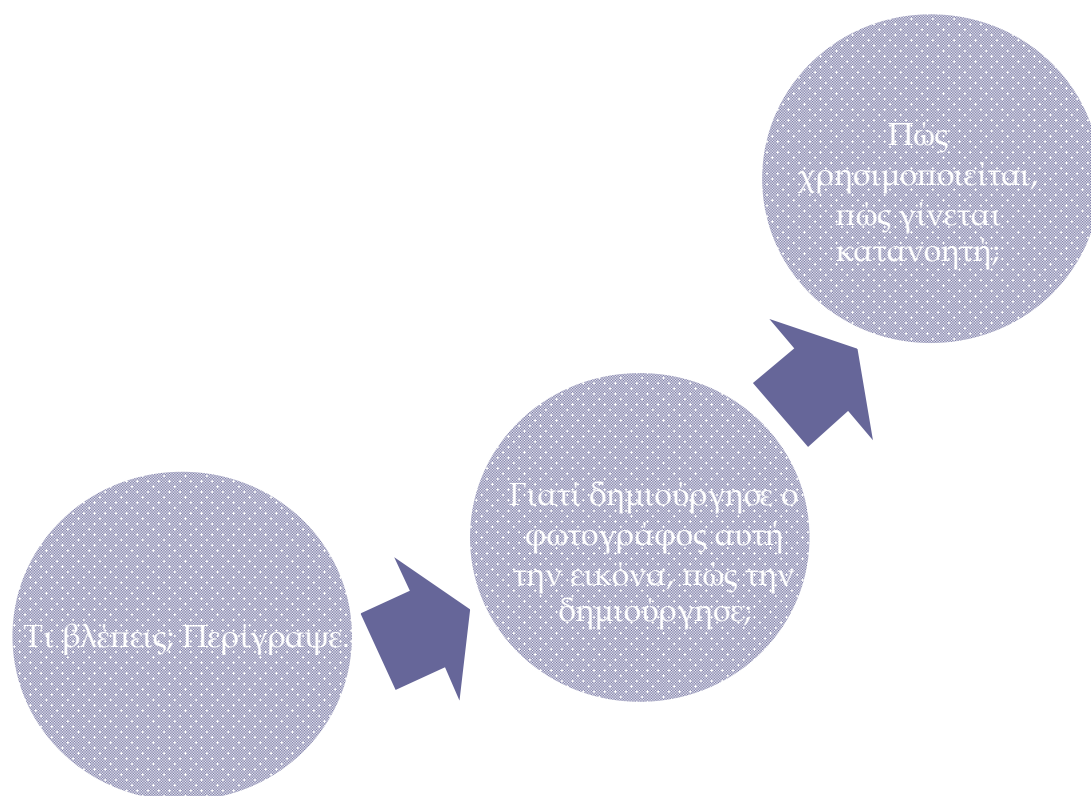 Τι βλέπεις; Περίγραψε.
Γιατί δημιούργησε ο
φωτογράφος αυτή
την εικόνα, πώς την
δημιούργησε;
Πώς
χρησιμοποιείται,
πώς γίνεται
κατανοητή;